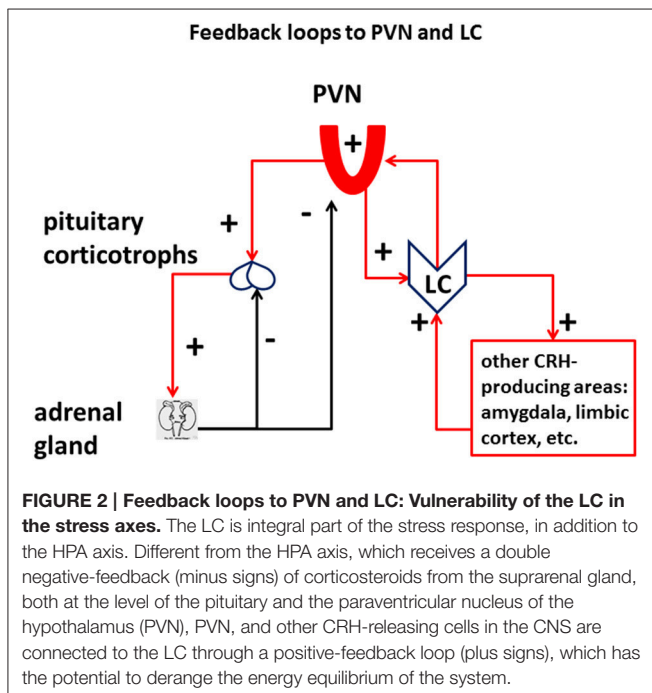 Feedback loops to PVN and LC
PVN
+
+
-
pituitary
corticotrophs
+
LC
+
-
+
+
adrenal
gland
other CRH-
producing areas:
amygdala, limbic
cortex, etc.
FIGURE 2 | Feedback loops to PVN and LC: Vulnerability of the LC in
the stress axes. The LC is integral part of the stress response, in addition to
the HPA axis. Different from the HPA axis, which receives a double
negative-feedback (minus signs) of corticosteroids from the suprarenal gland,
both at the level of the pituitary and the paraventricular nucleus of the
hypothalamus (PVN), PVN, and other CRH-releasing cells in the CNS are
connected to the LC through a positive-feedback loop (plus signs), which has
the potential to derange the energy equilibrium of the system.